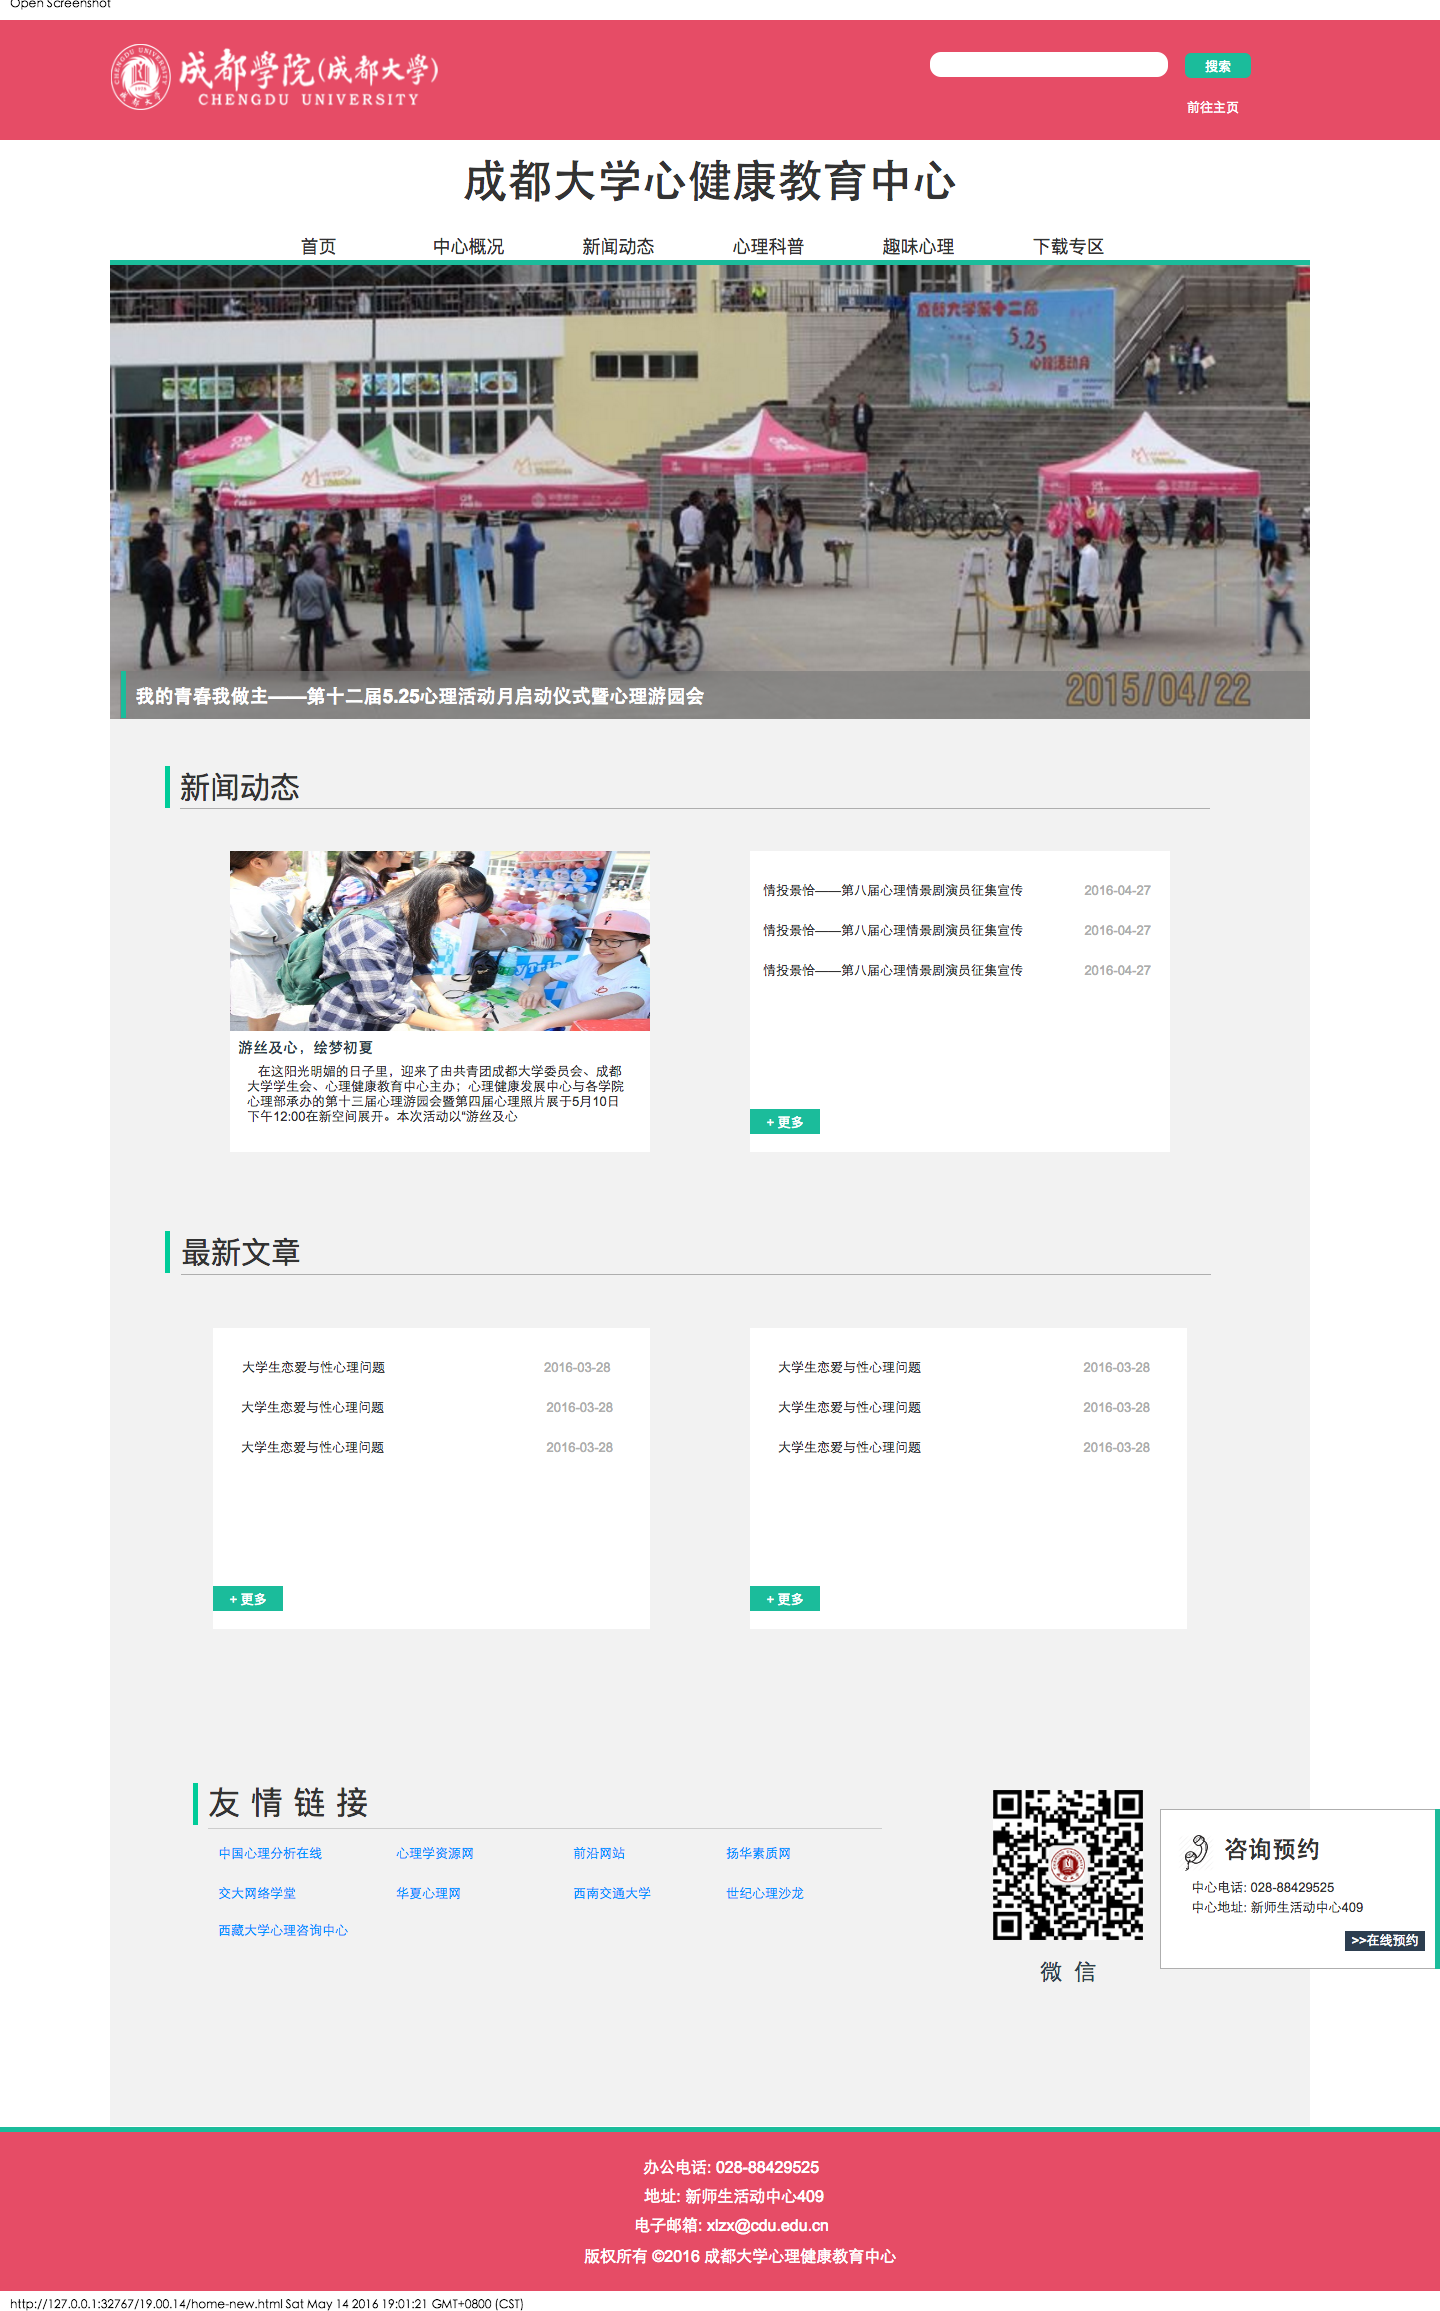 Open Screenshot
成都学院(成都大学)
CHENGDU UNIVERSITY
搜索
前往主页
成都大学心健康教育中心
首页 中心概况 新闻动态 心理科普 趣味心理 下载专区
成都大学第十二届
5.25
心理活动月
2015/04/22
我的青春我做主——第十二届5.25心理活动月启动仪式暨心理游园会
新闻动态
游丝及心，绘梦初夏
在这阳光明媚的日子里，迎来了由共青团成都大学委员会、成都
大学学生会、心理健康教育中心主办；心理健康发展中心与各学院
心理部承办的第十三届心理游园会暨第四届心理照片展于5月10日
下午12:00在新空间展开。本次活动以“游丝及心
情投景恰——第八届心理情景剧演员征集宣传 2016-04-27
情投景恰——第八届心理情景剧演员征集宣传 2016-04-27
情投景恰——第八届心理情景剧演员征集宣传 2016-04-27
+ 更多
最新文章
大学生恋爱与性心理问题 2016-03-28
大学生恋爱与性心理问题 2016-03-28
大学生恋爱与性心理问题 2016-03-28
+ 更多
大学生恋爱与性心理问题 2016-03-28
大学生恋爱与性心理问题 2016-03-28
大学生恋爱与性心理问题 2016-03-28
+ 更多
友 情 链 接
中国心理分析在线 心理学资源网 前沿网站 扬华素质网
交大网络学堂 华夏心理网 西南交通大学 世纪心理沙龙
西藏大学心理咨询中心
微 信
咨询预约
中心电话: 028-88429525
中心地址: 新师生活动中心409
>>在线预约
办公电话: 028-88429525
地址: 新师生活动中心409
电子邮箱: xlzx@cdu.edu.cn
版权所有 ©2016 成都大学心理健康教育中心
http://127.0.0.1:32767/19.00.14/home-new.html Sat May 14 2016 19:01:21 GMT+0800 (CST)